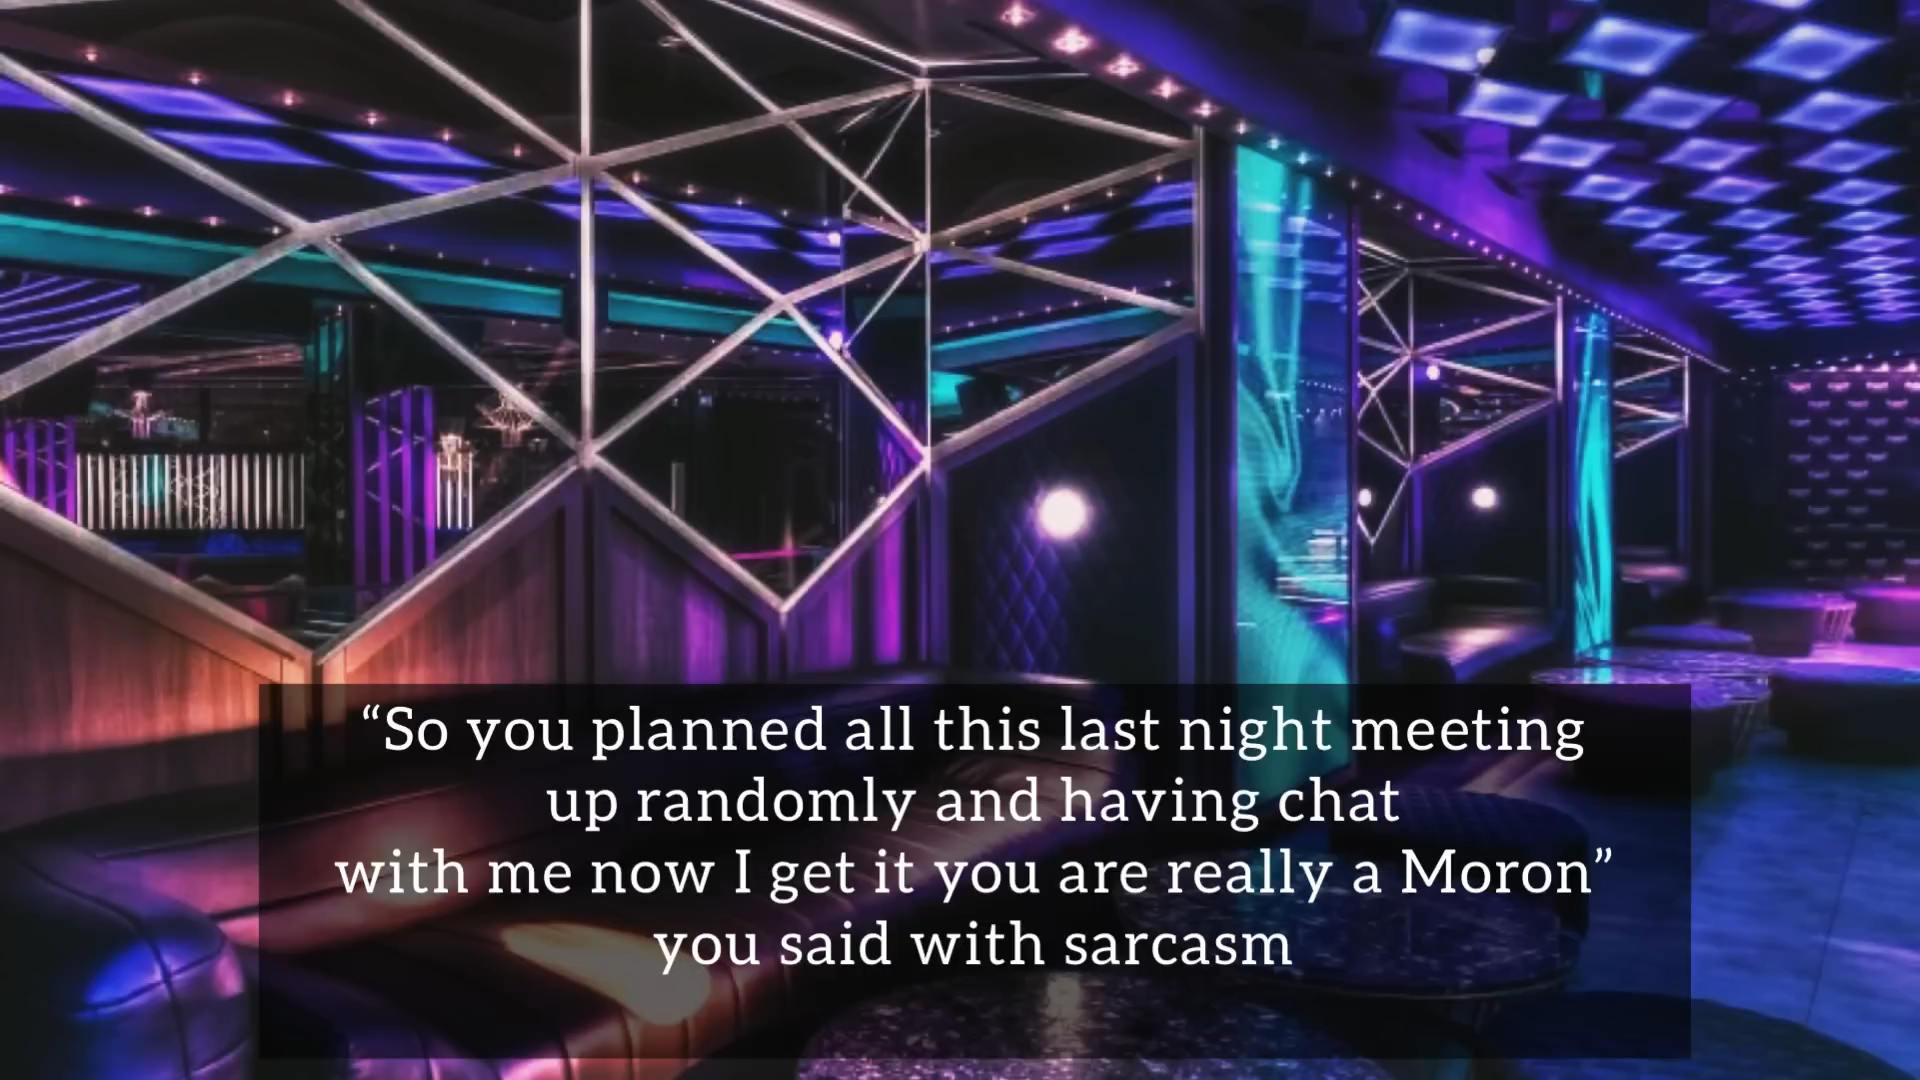 “So you planned all this last night meeting
up randomly and having chat
with me now I get it you are really a Moron”
you said with sarcasm